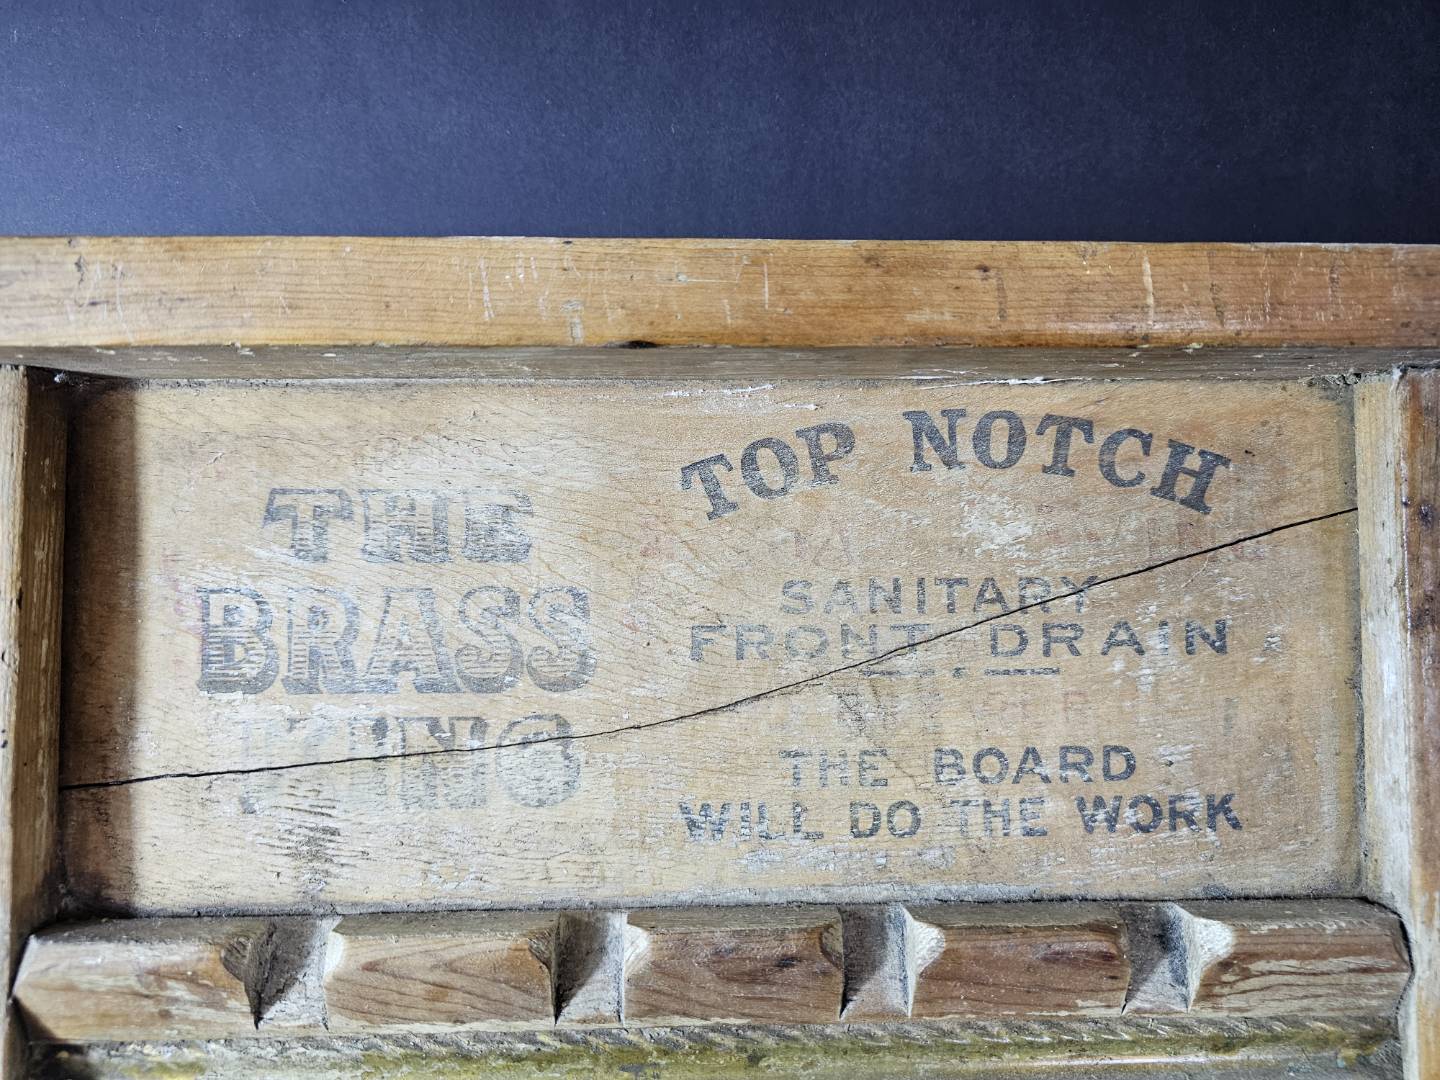 THE
BRASS
KING
TOP NOTCH
SANITARY
FRONT DRAIN
THE BOARD
WILL DO THE WORK